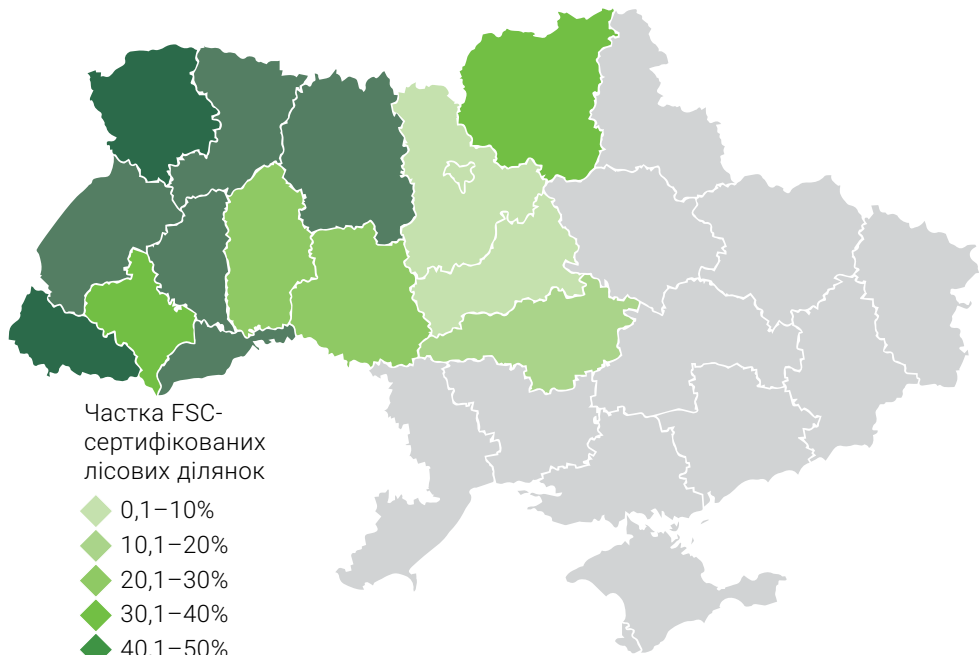 Частка FSC-
сертифікованих
лісових ділянок
0,1–10%
10,1–20%
20,1–30%
30,1–40%
40,1–50%